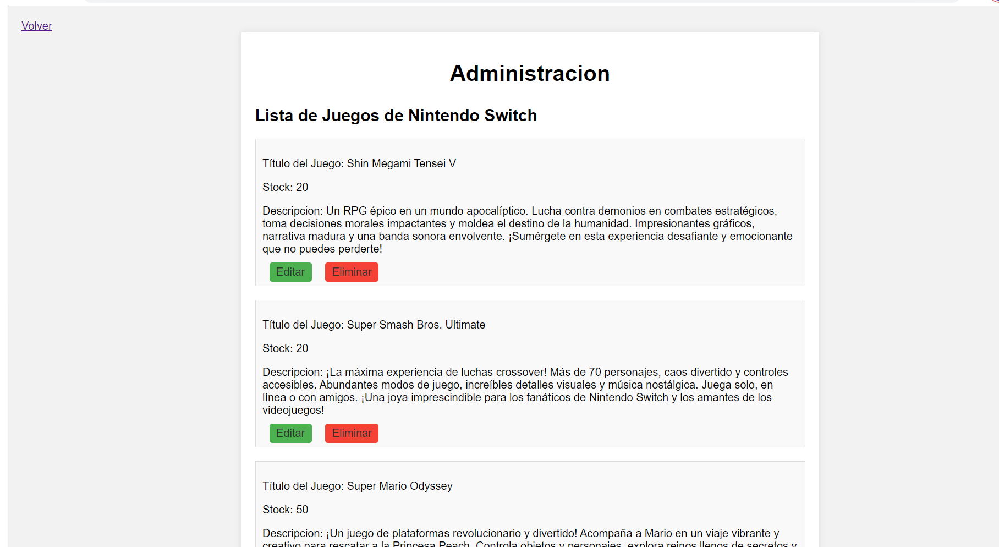 Volver
Administracion
Lista de Juegos de Nintendo Switch
Título del Juego: Shin Megami Tensei V
Stock: 20
Descripcion: Un RPG épico en un mundo apocalíptico. Lucha contra demonios en combates estratégicos,
toma decisiones morales impactantes y moldea el destino de la humanidad. Impresionantes gráficos,
narrativa madura y una banda sonora envolvente. ¡Sumérgete en esta experiencia desafiante y emocionante
que no puedes perderte!
Editar Eliminar
Título del Juego: Super Smash Bros. Ultimate
Stock: 20
Descripcion: ¡La máxima experiencia de luchas crossover! Más de 70 personajes, caos divertido y controles
accesibles. Abundantes modos de juego, increíbles detalles visuales y música nostálgica. Juega solo, en
línea o con amigos. ¡Una joya imprescindible para los fanáticos de Nintendo Switch y los amantes de los
videojuegos!
Editar Eliminar
Título del Juego: Super Mario Odyssey
Stock: 50
Descripcion: ¡Un juego de plataformas revolucionario y divertido! Acompaña a Mario en un viaje vibrante y
creativo para rescatar a la Princesa Peach. Controla objetos y personajes, explora reinos llenos de secretos y